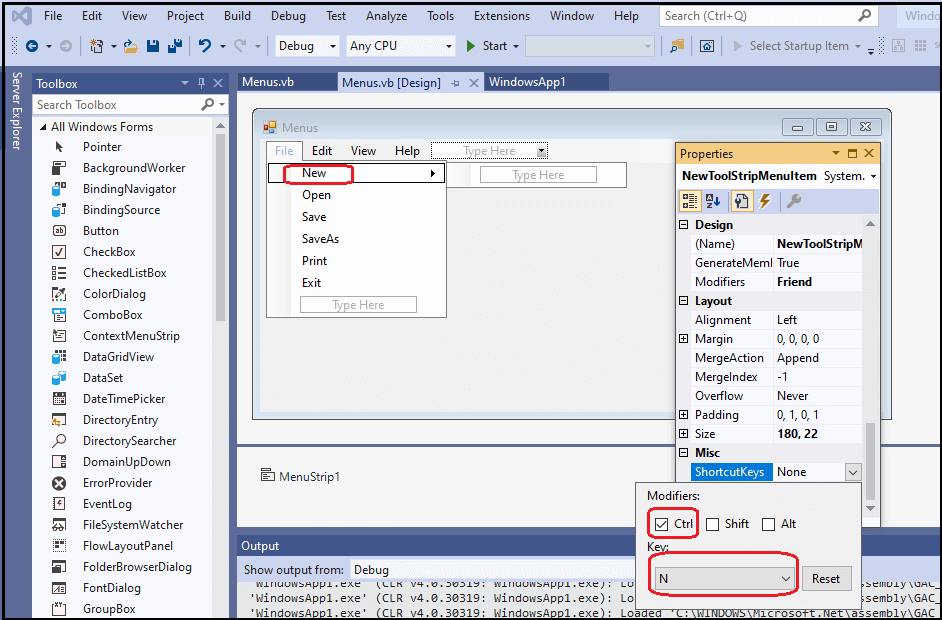 File Edit View Project Build Debug Test Analyze Tools Extensions Window Help Search (Ctrl+Q) Windo
Debug Any CPU Start Select Startup Item
Server Explorer
Toolbox
Search Toolbox
All Windows Forms
Pointer
BackgroundWorker
BindingNavigator
BindingSource
Button
CheckBox
CheckedListBox
ColorDialog
ComboBox
ContextMenuStrip
DataGridView
DataSet
DateTimePicker
DirectoryEntry
DirectorySearcher
DomainUpDown
ErrorProvider
EventLog
FileSystemWatcher
FlowLayoutPanel
FolderBrowserDialog
FontDialog
GroupBox
Menus.vb Menus.vb [Design] WindowsApp1
Menus
File Edit View Help Type Here
New Type Here
Open
Save
SaveAs
Print
Exit
Type Here
MenuStrip1
Properties
NewToolStripMenuItem System.
Design
(Name) NewToolStripM
GenerateMeml True
Modifiers Friend
Layout
Alignment Left
Margin 0, 0, 0, 0
MergeAction Append
MergeIndex -1
Overflow Never
Padding 0, 1, 0, 1
Size 180, 22
Misc
ShortcutKeys None
Modifiers:
Ctrl Shift Alt
Key:
N Reset
Output
Show output from: Debug
'WindowsApp1.exe' (CLR v4.0.30319: WindowsApp1.exe): Lo ssembly\GAC_
'WindowsApp1.exe' (CLR v4.0.30319: WindowsApp1.exe): Lo ssembly\GAC_
'WindowsApp1.exe' (CLR v4.0.30319: WindowsApp1.exe): Loaded 'C:\WINDOWS\Microsoft.Net\assembly\GAC_